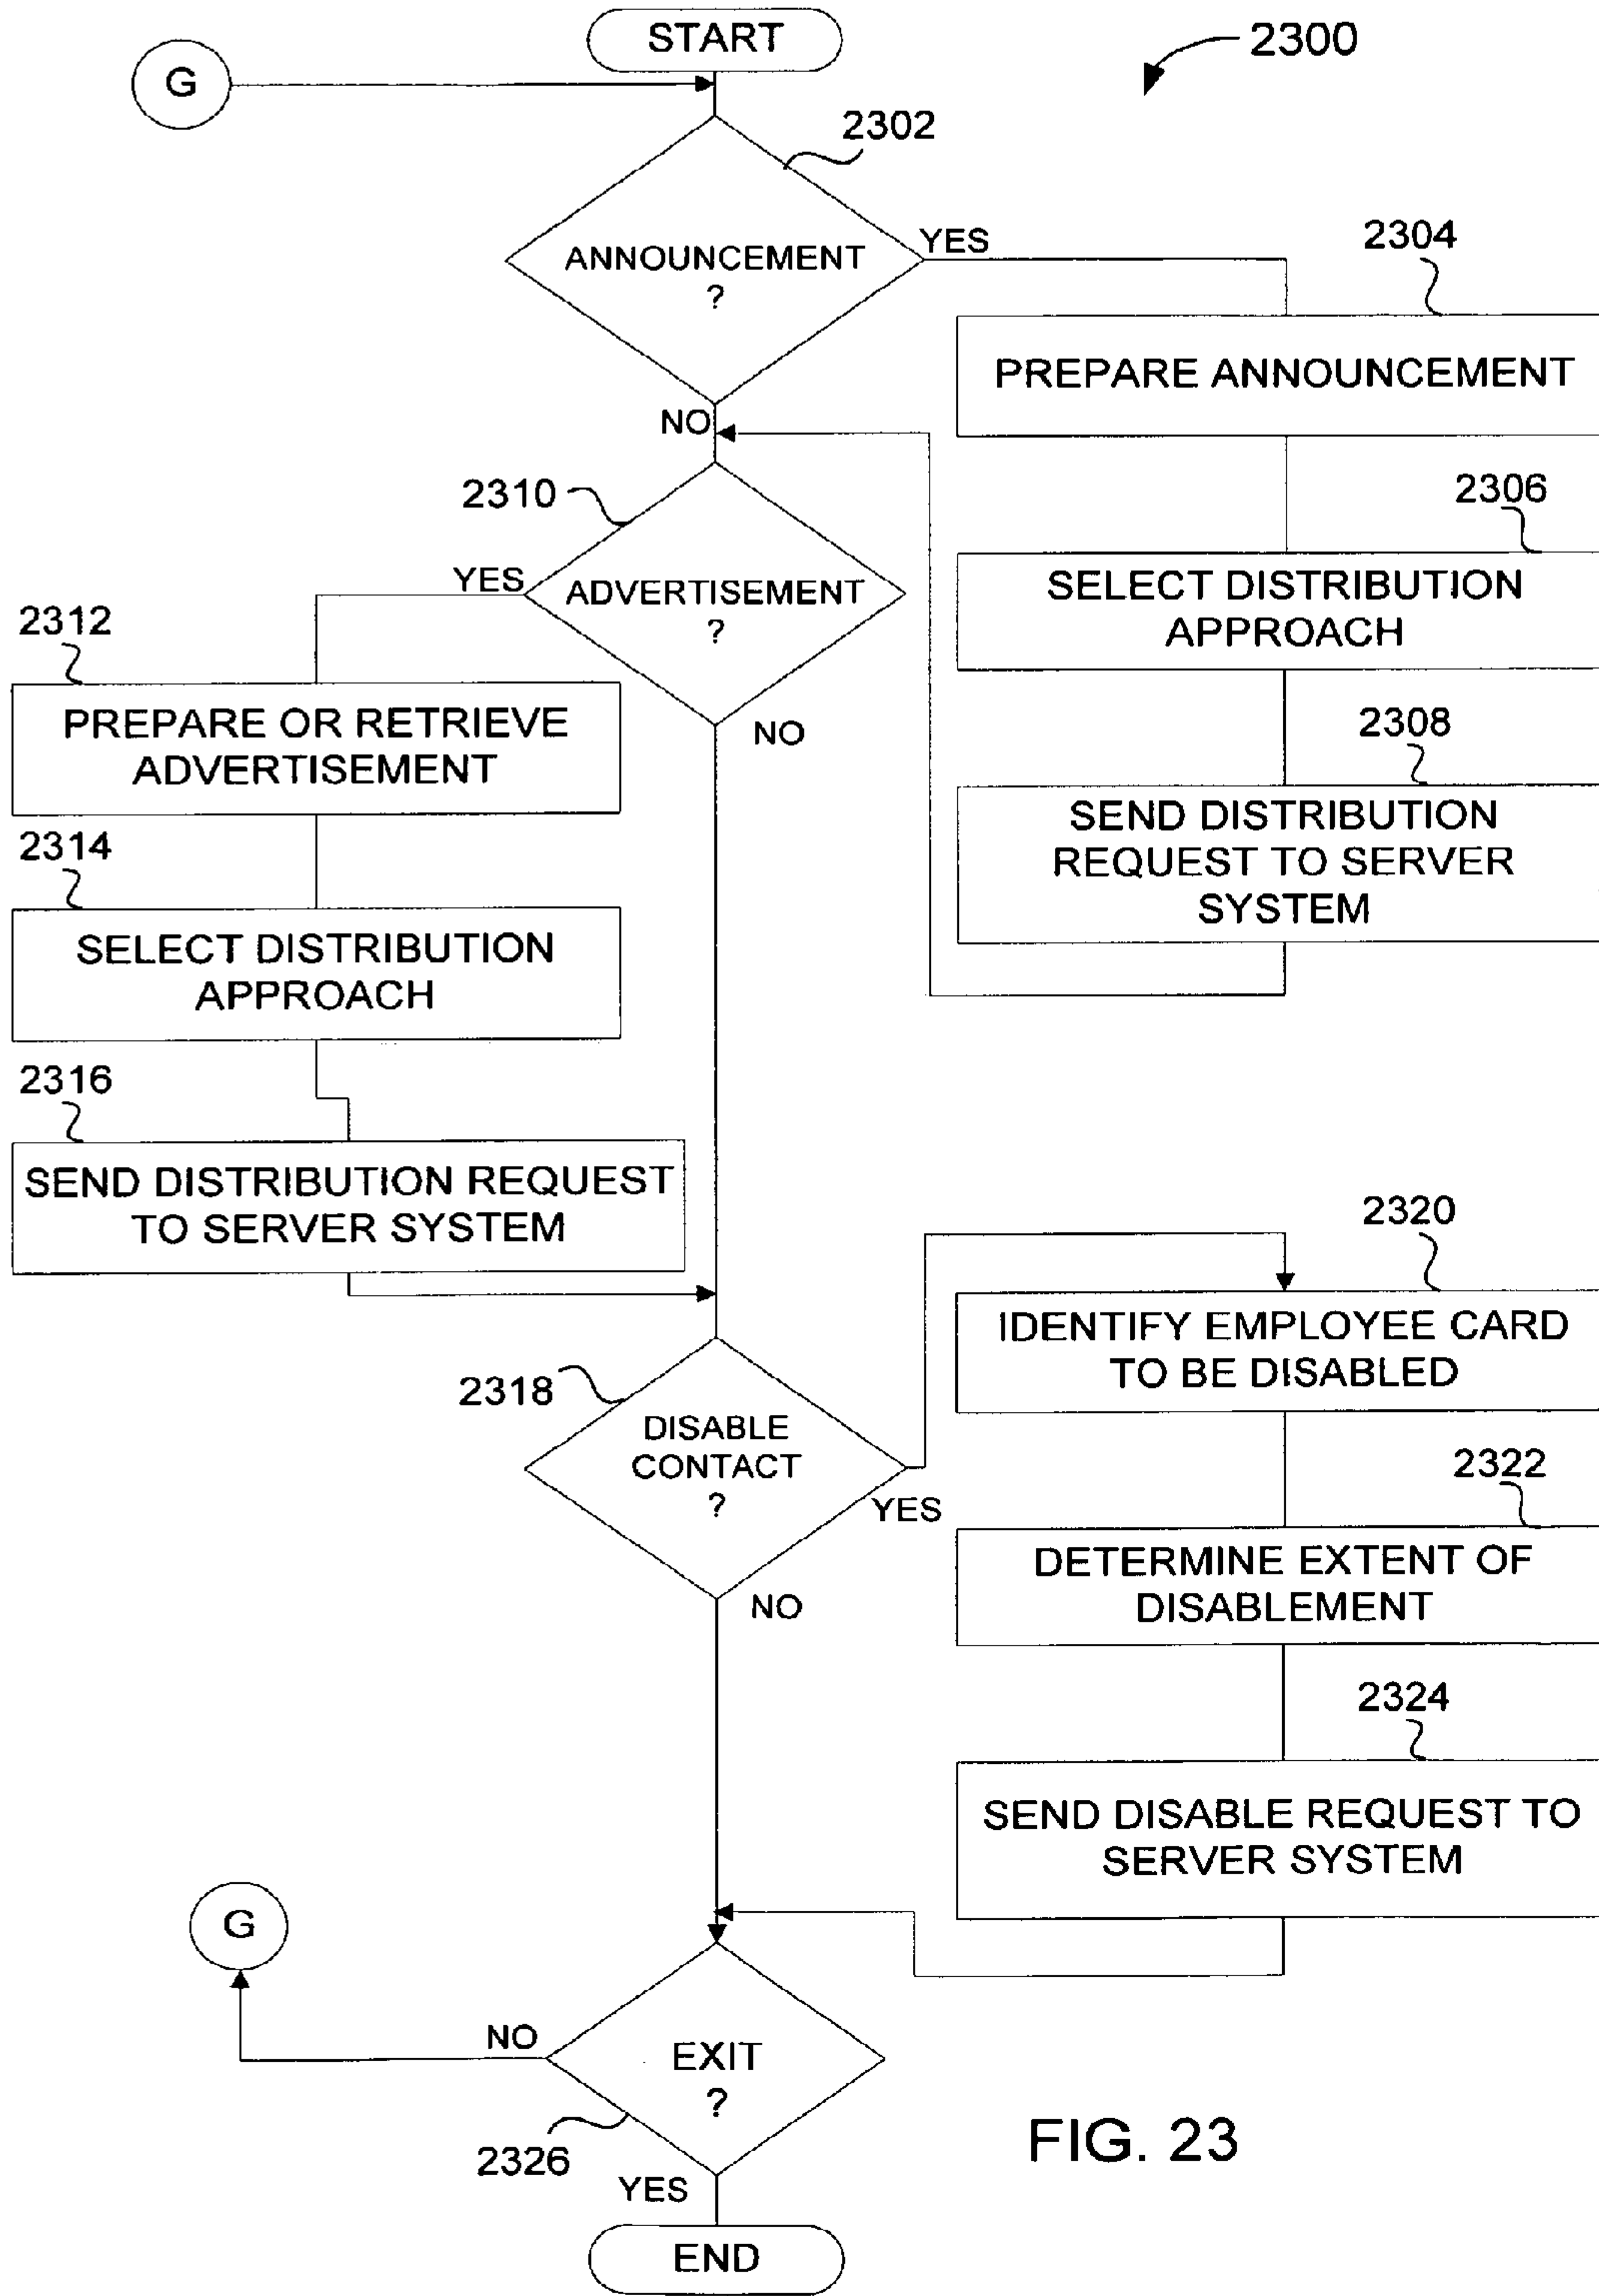 START
2300
G
2302
ANNOUNCEMENT
?
YES
NO
2304
PREPARE ANNOUNCEMENT
2306
SELECT DISTRIBUTION
APPROACH
2308
SEND DISTRIBUTION
REQUEST TO SERVER
SYSTEM
2310
ADVERTISEMENT
?
YES
NO
2312
PREPARE OR RETRIEVE
ADVERTISEMENT
2314
SELECT DISTRIBUTION
APPROACH
2316
SEND DISTRIBUTION REQUEST
TO SERVER SYSTEM
2318
DISABLE
CONTACT
?
YES
NO
2320
IDENTIFY EMPLOYEE CARD
TO BE DISABLED
2322
DETERMINE EXTENT OF
DISABLEMENT
2324
SEND DISABLE REQUEST TO
SERVER SYSTEM
G
NO
EXIT
?
2326
YES
END
FIG. 23